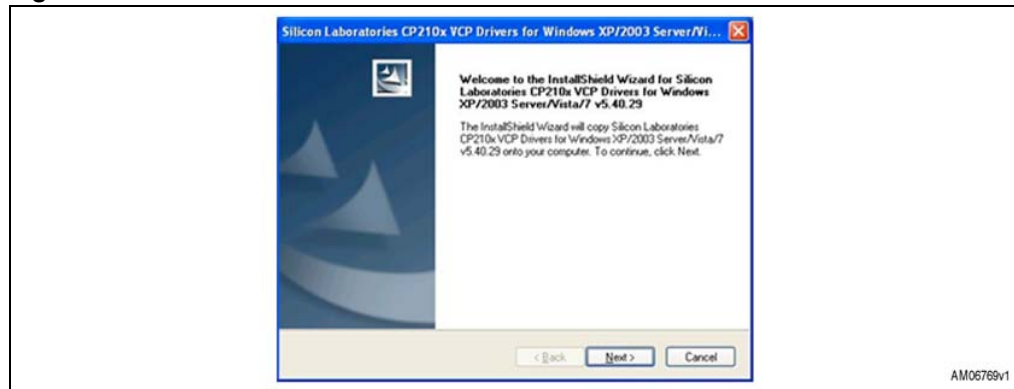 Silicon Laboratories CP210x VCP Drivers for Windows XP/2003 Server/Vi...
Welcome to the InstallShield Wizard for Silicon
Laboratories CP210x VCP Drivers for Windows
XP/2003 Server/Vista/7 v5.40.29
The InstallShield Wizard will copy Silicon Laboratories
CP210x VCP Drivers for Windows XP/2003 Server/Vista/7
v5.40.29 onto your computer. To continue, click Next.
< Back Next > Cancel
AM06769v1